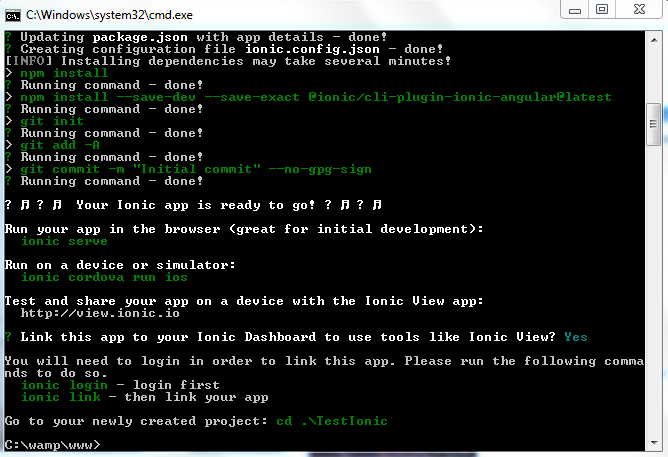 C:\Windows\system32\cmd.exe
? Updating package.json with app details - done!
? Creating configuration file ionic.config.json - done!
[INFO] Installing dependencies may take several minutes!
> npm install
? Running command - done!
> npm install --save-dev --save-exact @ionic/cli-plugin-ionic-angular@latest
? Running command - done!
> git init
? Running command - done!
> git add -A
? Running command - done!
> git commit -m "Initial commit" --no-gpg-sign
? Running command - done!
? ♫ ? ♫  Your Ionic app is ready to go! ? ♫ ? ♫
Run your app in the browser (great for initial development):
ionic serve
Run on a device or simulator:
ionic cordova run ios
Test and share your app on a device with the Ionic View app:
http://view.ionic.io
? Link this app to your Ionic Dashboard to use tools like Ionic View? Yes
You will need to login in order to link this app. Please run the following comma
nds to do so.
ionic login - login first
ionic link - then link your app
Go to your newly created project: cd .\TestIonic
C:\wamp\www>